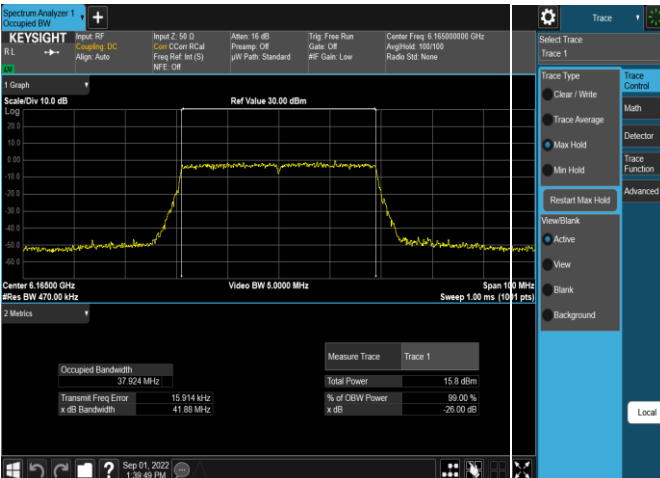 Spectrum Analyzer 1
Occupied BW
+
KEYSIGHT
RL
LW
Input: RF
Coupling: DC
Align: Auto
Input Z: 50 Ω
Corr CCorr RCal
Freq Ref: Int (S)
NFE: Off
Atten: 16 dB
Preamp: Off
µW Path: Standard
Trig: Free Run
Gate: Off
#IF Gain: Low
Center Freq: 6.165000000 GHz
Avg|Hold: 100/100
Radio Std: None
1 Graph
Scale/Div 10.0 dB
Ref Value 30.00 dBm
Log
20.0
10.0
0.00
-10.0
-20.0
-30.0
-40.0
-50.0
-60.0
Center 6.16500 GHz
Video BW 5.0000 MHz
Span 100 MHz
#Res BW 470.00 kHz
Sweep 1.00 ms (1001 pts)
2 Metrics
Occupied Bandwidth
37.924 MHz
Transmit Freq Error 15.914 kHz
x dB Bandwidth 41.88 MHz
Measure Trace Trace 1
Total Power 15.8 dBm
% of OBW Power 99.00 %
x dB -26.00 dB
?
Sep 01, 2022
1:39:49 PM
Trace
Select Trace
Trace 1
Trace Type
Clear / Write
Trace Average
Max Hold
Min Hold
Restart Max Hold
View/Blank
Active
View
Blank
Background
Trace
Control
Math
Detector
Trace
Function
Advanced
Local